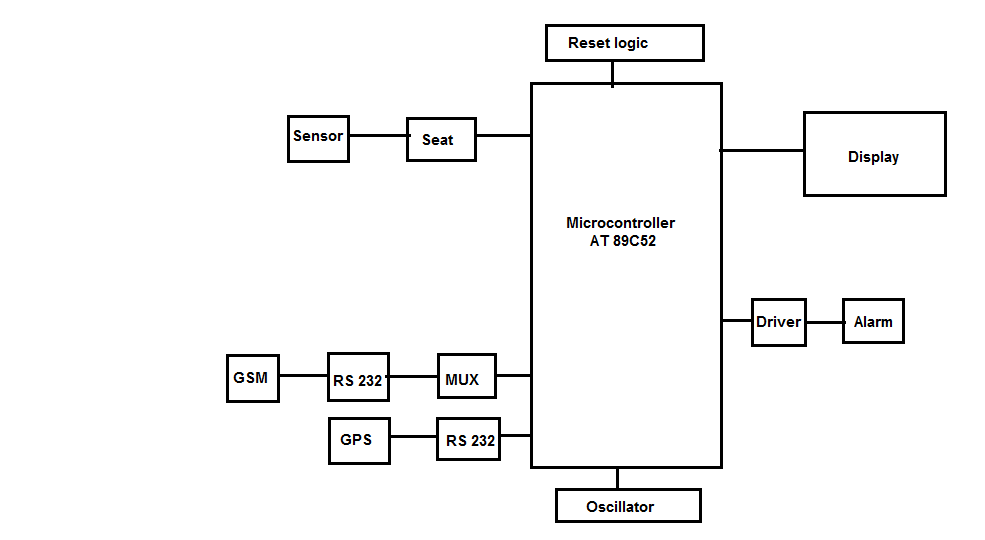 Reset logic
Sensor
Seat
Display
Microcontroller
AT 89C52
Driver
Alarm
GSM
RS 232
MUX
GPS
RS 232
Oscillator